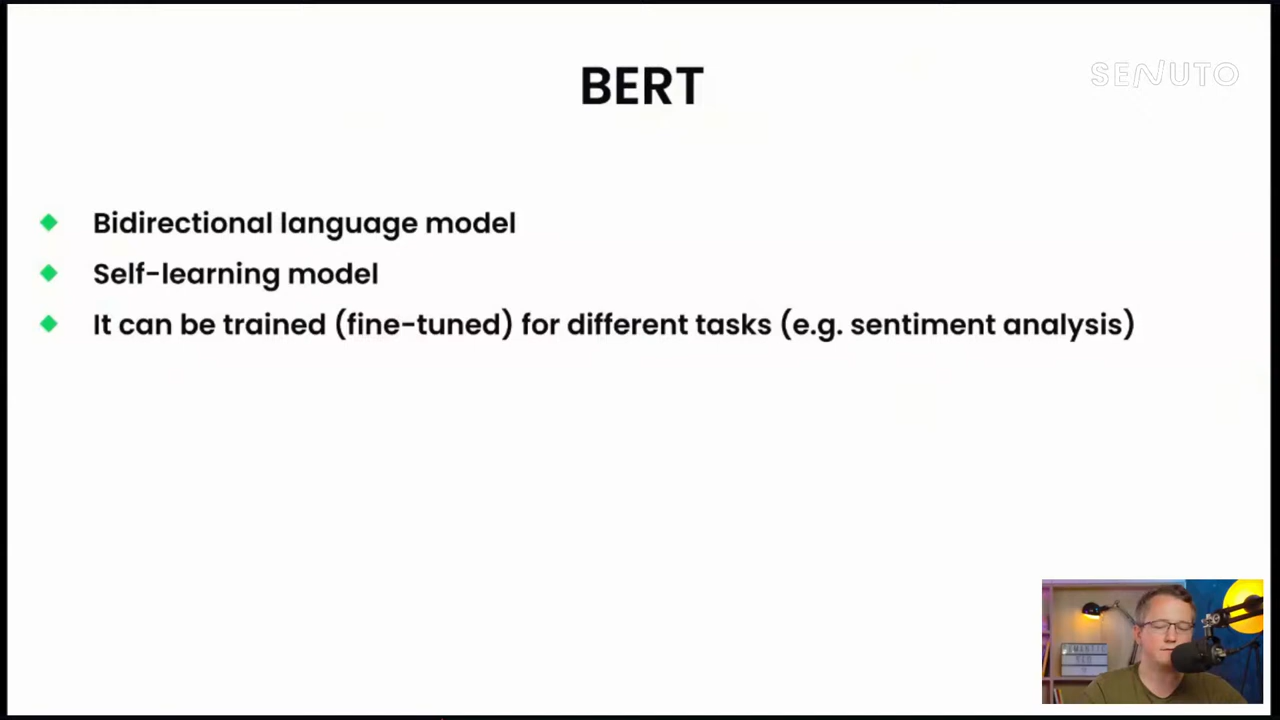 BERT
SENUTO
Bidirectional language model
Self-learning model
It can be trained (fine-tuned) for different tasks (e.g. sentiment analysis)